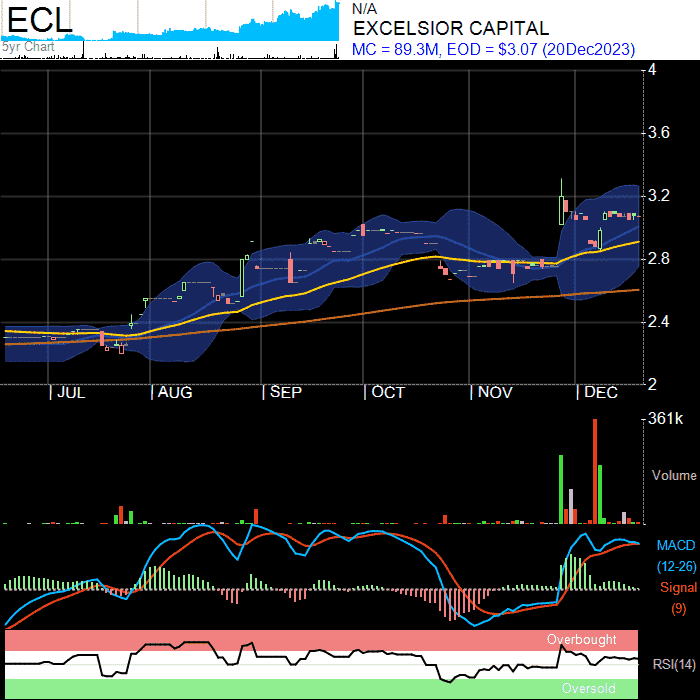 ECL
5yr Chart
N/A
EXCELSIOR CAPITAL
MC = 89.3M, EOD = $3.07 (20Dec2023)
4
3.6
3.2
2.8
2.4
2
| JUL | AUG | SEP | OCT | NOV | DEC
361k
Volume
MACD
(12-26)
Signal
(9)
Overbought
RSI(14)
Oversold